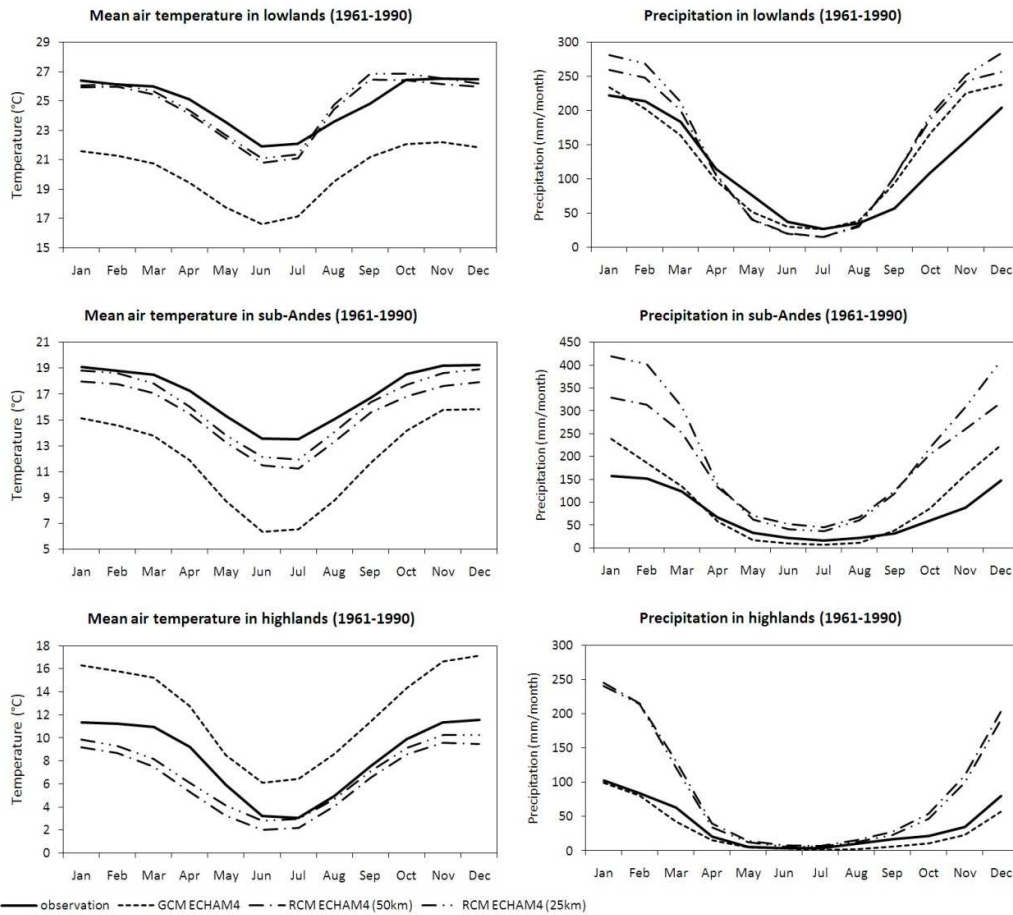 Mean air temperature in lowlands (1961-1990)
Temperature (°C)
29
27
25
23
21
19
17
15
Jan Feb Mar Apr May Jun Jul Aug Sep Oct Nov Dec
Precipitation in lowlands (1961-1990)
Precipitation (mm/month)
300
250
200
150
100
50
0
Jan Feb Mar Apr May Jun Jul Aug Sep Oct Nov Dec
Mean air temperature in sub-Andes (1961-1990)
Temperature (°C)
21
19
17
15
13
11
9
7
5
Jan Feb Mar Apr May Jun Jul Aug Sep Oct Nov Dec
Precipitation in sub-Andes (1961-1990)
Precipitation (mm/month)
450
400
350
300
250
200
150
100
50
0
Jan Feb Mar Apr May Jun Jul Aug Sep Oct Nov Dec
Mean air temperature in highlands (1961-1990)
Temperature (°C)
18
16
14
12
10
8
6
4
2
0
Jan Feb Mar Apr May Jun Jul Aug Sep Oct Nov Dec
Precipitation in highlands (1961-1990)
Precipitation (mm/month)
300
250
200
150
100
50
0
Jan Feb Mar Apr May Jun Jul Aug Sep Oct Nov Dec
observation GCM ECHAM4 RCM ECHAM4 (50km) RCM ECHAM4 (25km)